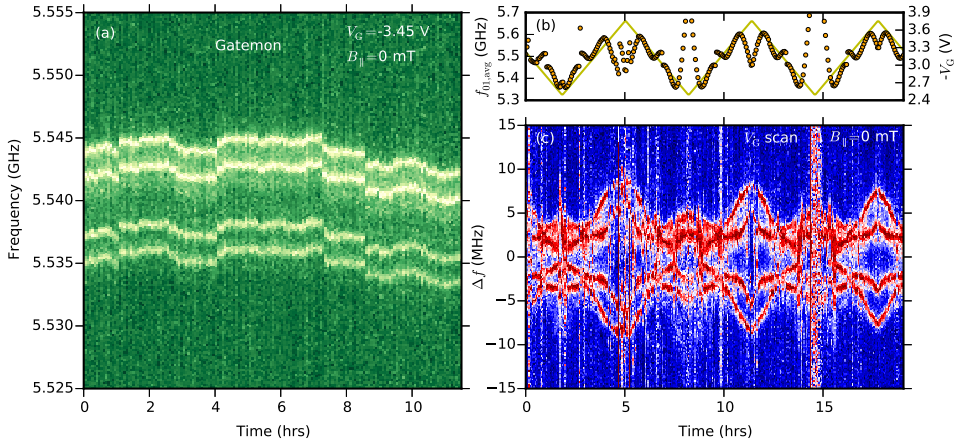 (a)
Gatemon
V_G=-3.45 V
B_∥=0 mT
5.555
5.550
5.545
5.540
5.535
5.530
5.525
Frequency (GHz)
0 2 4 6 8 10
Time (hrs)
(b)
5.7
5.6
5.5
5.4
5.3
f_01,avg (GHz)
3.9
3.6
3.3
3.0
2.7
2.4
-V_G (V)
(c)
V_G scan B_∥=0 mT
15
10
5
0
−5
−10
−15
Δf (MHz)
0 5 10 15
Time (hrs)